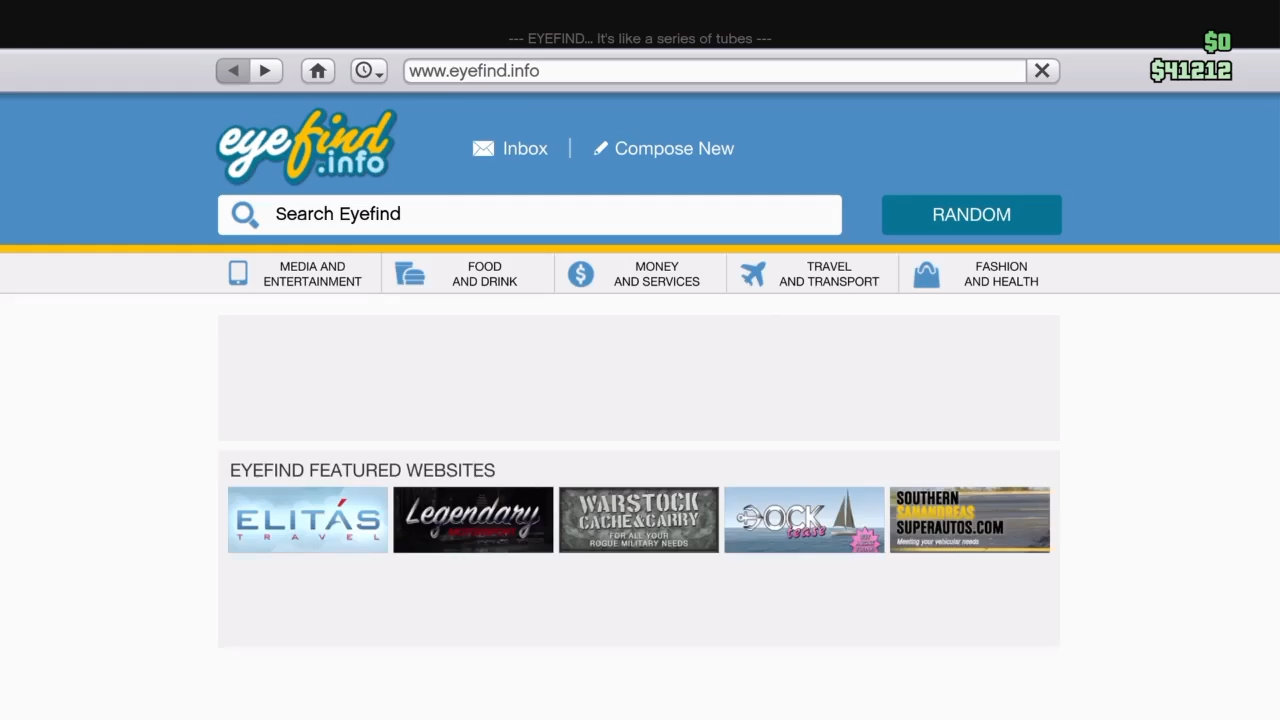 --- EYEFIND... It's like a series of tubes ---
$0
$41212
www.eyefind.info
eyefind
.info
Inbox
Compose New
Search Eyefind
RANDOM
MEDIA AND
ENTERTAINMENT
FOOD
AND DRINK
MONEY
AND SERVICES
TRAVEL
AND TRANSPORT
FASHION
AND HEALTH
EYEFIND FEATURED WEBSITES
ELITÁS
TRAVEL
Legendary
WARSTOCK
CACHE&CARRY
FOR ALL YOUR
ROGUE MILITARY NEEDS
DOCK
tease
SOUTHERN
SANANDREAS
SUPERAUTOS.COM
Meeting your vehicular needs